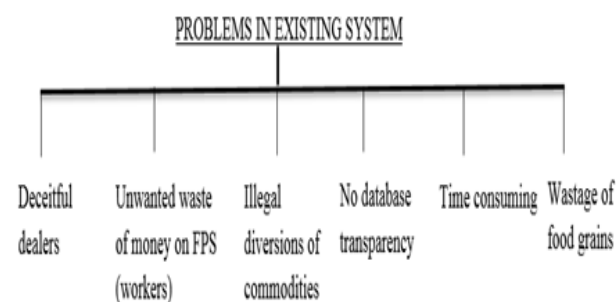 PROBLEMS IN EXISTING SYSTEM
Deceitful
dealers
Unwanted waste
of money on FPS
(workers)
Illegal
diversions of
commodities
No database
transparency
Time consuming
Wastage of
food grains